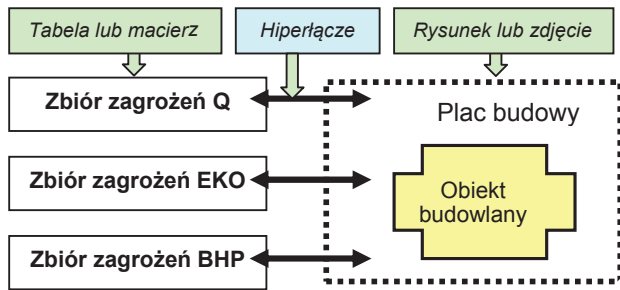 Tabela lub macierz
Hiperłącze
Rysunek lub zdjęcie
Zbiór zagrożeń Q
Plac budowy
Zbiór zagrożeń EKO
Obiekt
budowlany
Zbiór zagrożeń BHP